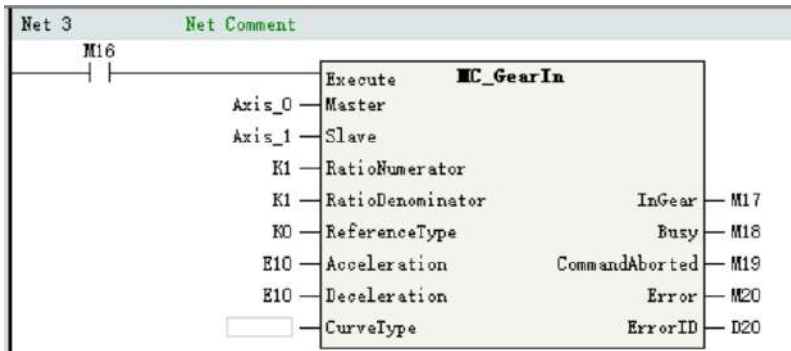 Net 3 Net Comment
M16
Execute MC_GearIn
Axis_0 Master
Axis_1 Slave
K1 RatioNumerator
K1 RatioDenominator InGear M17
K0 ReferenceType Busy M18
E10 Acceleration CommandAborted M19
E10 Deceleration Error M20
CurveType ErrorID D20